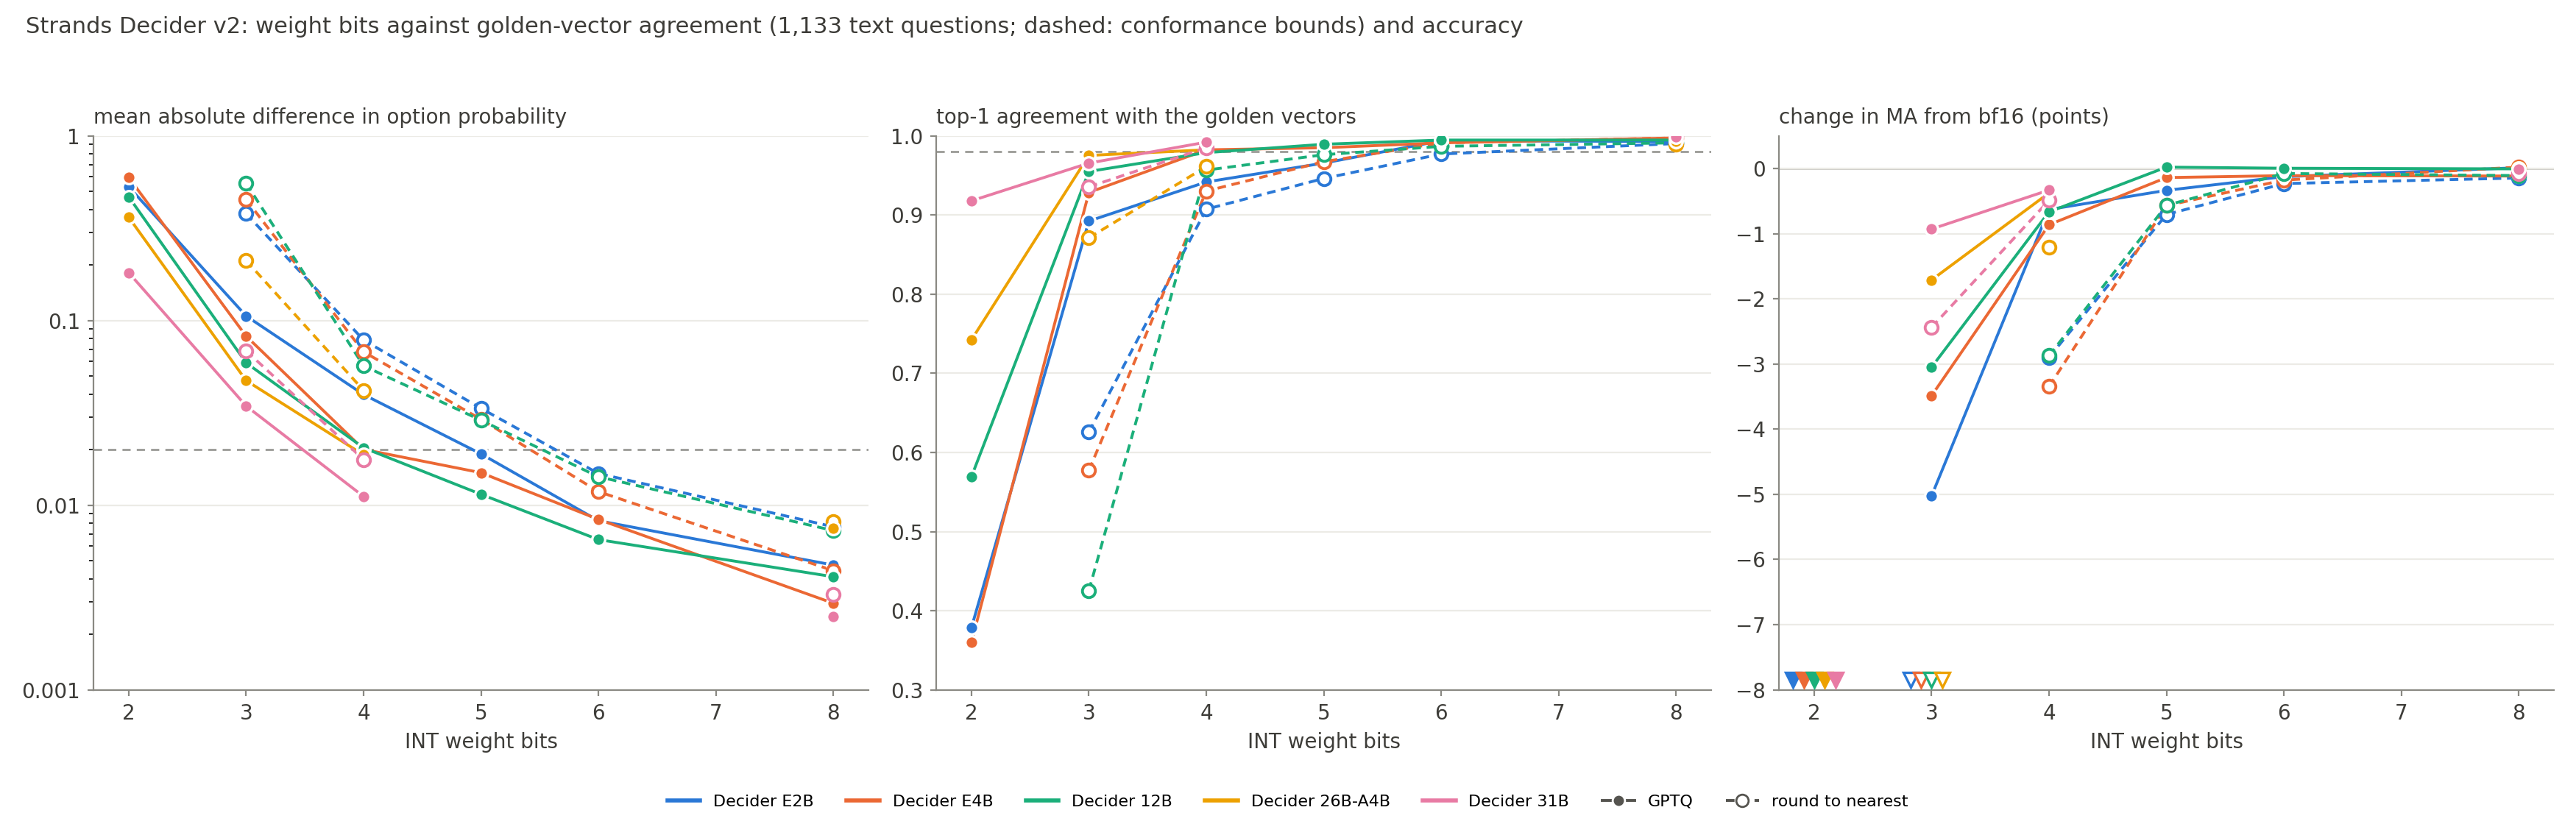 Strands Decider v2: weight bits against golden-vector agreement (1,133 text questions; dashed: conformance bounds) and accuracy
mean absolute difference in option probability
1
0.1
0.01
0.001
2 3 4 5 6 7 8
INT weight bits
top-1 agreement with the golden vectors
1.0
0.9
0.8
0.7
0.6
0.5
0.4
0.3
2 3 4 5 6 7 8
INT weight bits
change in MA from bf16 (points)
0
−1
−2
−3
−4
−5
−6
−7
−8
2 3 4 5 6 7 8
INT weight bits
Decider E2B Decider E4B Decider 12B Decider 26B-A4B Decider 31B GPTQ round to nearest